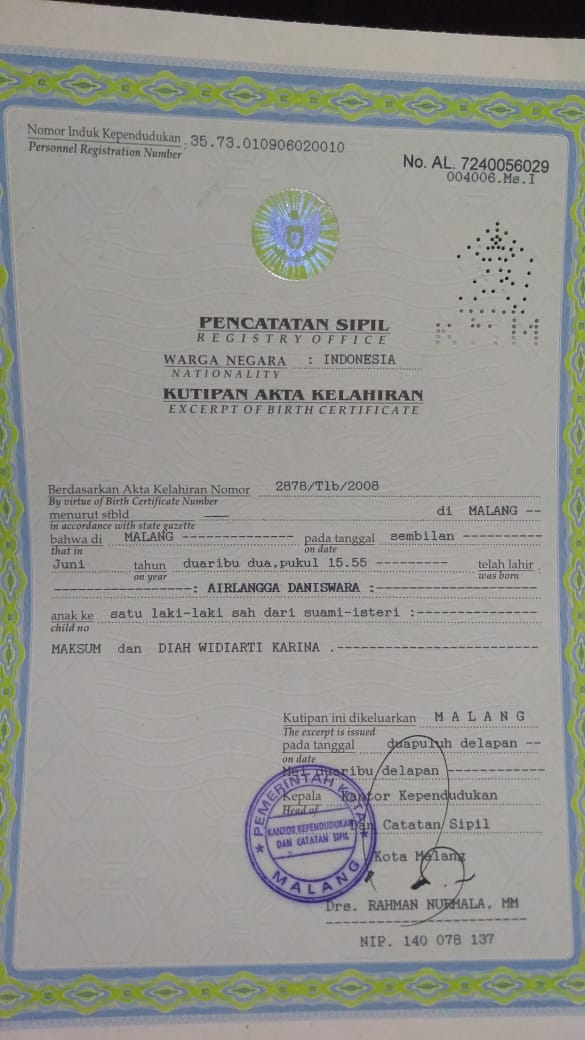 Nomor Induk Kependudukan : 35.73.010906020010
Personnel Registration Number
No. AL. 7240056029
004006.Ms.I
PENCATATAN SIPIL
REGISTRY OFFICE
WARGA NEGARA : INDONESIA
NATIONALITY
KUTIPAN AKTA KELAHIRAN
EXCERPT OF BIRTH CERTIFICATE
Berdasarkan Akta Kelahiran Nomor 2878/Tlb/2008
By virtue of Birth Certificate Number
menurut stbld —— di MALANG --
in accordance with state gazette
bahwa di MALANG -------------- pada tanggal sembilan ----------
that in on date
Juni tahun duaribu dua,pukul 15.55 --------- telah lahir :
on year was born
-----------------: AIRLANGGA DANISWARA :--------------------
anak ke satu laki-laki sah dari suami-isteri :---------------
child no
MAKSUM dan DIAH WIDIARTI KARINA .-------------------------
Kutipan ini dikeluarkan M A L A N G
The excerpt is issued
pada tanggal duapuluh delapan --
on date
Mei duaribu delapan ------------
Kepala Kantor Kependudukan
Head of
Dan Catatan Sipil
Kota Malang
PEMERINTAH KOTA
KANTOR KEPENDUDUKAN
DAN CATATAN SIPIL
MALANG
Drs. RAHMAN NURMALA, MM
NIP. 140 078 137